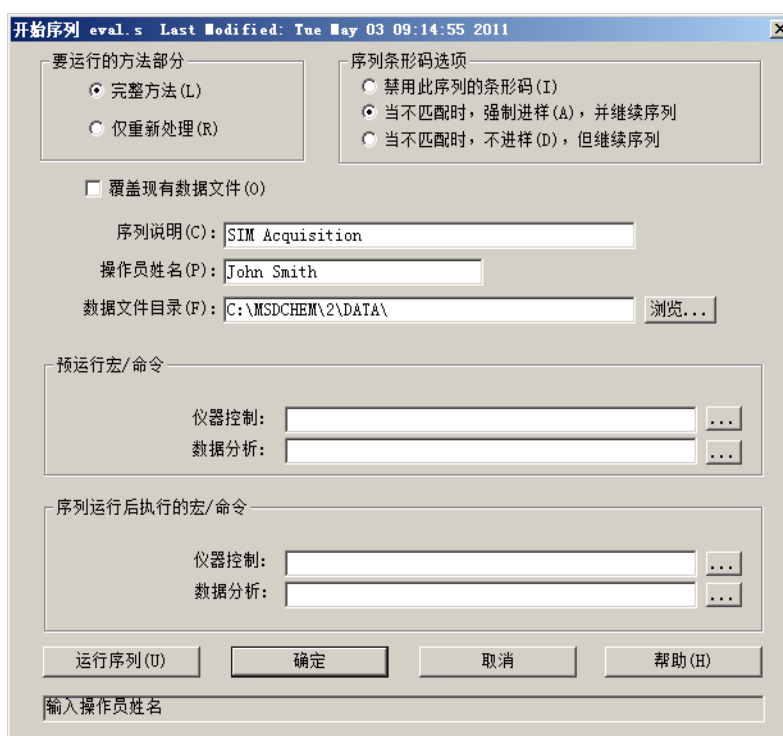 开始序列 eval.s Last Modified: Tue May 03 09:14:55 2011
要运行的方法部分
完整方法(L)
仅重新处理(R)
序列条形码选项
禁用此序列的条形码(I)
当不匹配时，强制进样(A)，并继续序列
当不匹配时，不进样(D)，但继续序列
覆盖现有数据文件(O)
序列说明(C): SIM Acquisition
操作员姓名(P): John Smith
数据文件目录(F): C:\MSDCHEM\2\DATA\ 浏览...
预运行宏/命令
仪器控制: ...
数据分析: ...
序列运行后执行的宏/命令
仪器控制: ...
数据分析: ...
运行序列(U) 确定 取消 帮助(H)
输入操作员姓名